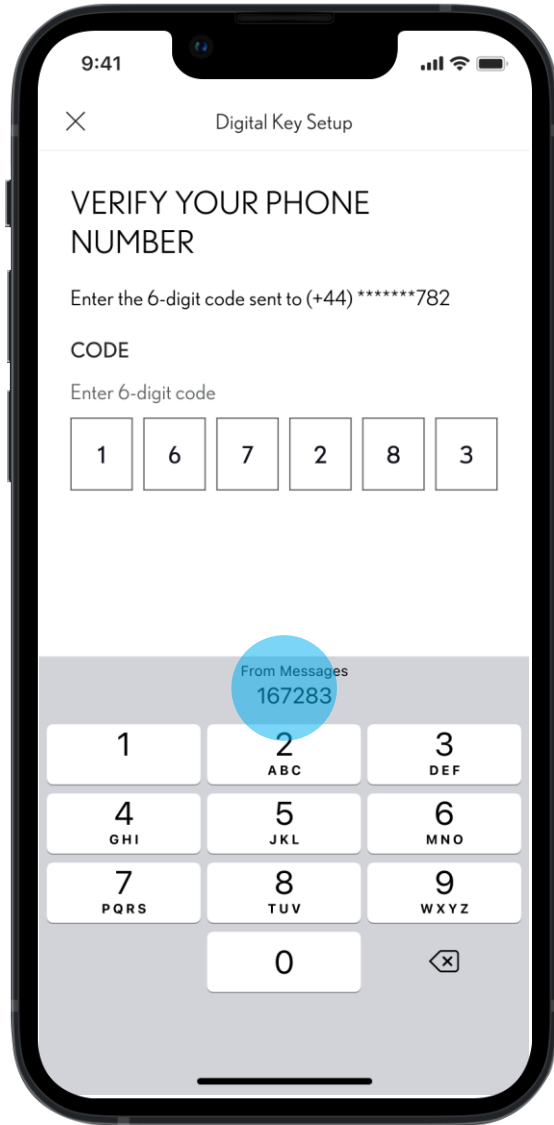 9:41
Digital Key Setup
VERIFY YOUR PHONE
NUMBER
Enter the 6-digit code sent to (+44) *******782
CODE
Enter 6-digit code
1 6 7 2 8 3
From Messages
167283
1 2 3
ABC DEF
4 5 6
GHI JKL MNO
7 8 9
PQRS TUV WXYZ
0